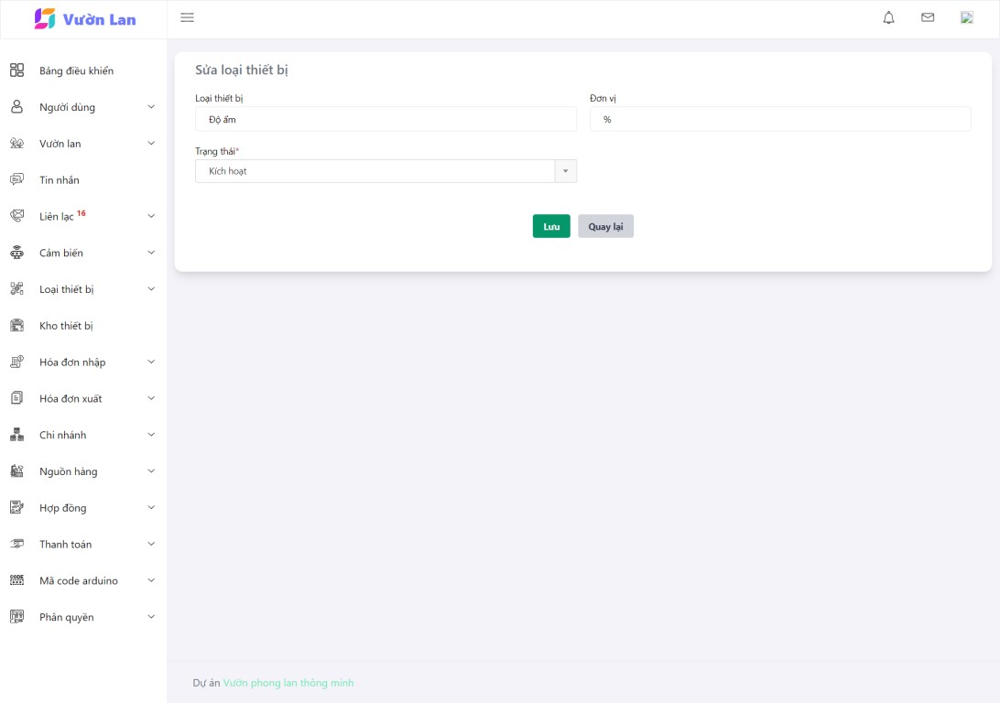 Vườn Lan
Bảng điều khiển
Người dùng
Vườn lan
Tin nhắn
Liên lạc 16
Cảm biến
Loại thiết bị
Kho thiết bị
Hóa đơn nhập
Hóa đơn xuất
Chi nhánh
Nguồn hàng
Hợp đồng
Thanh toán
CODE
Mã code arduino
Phân quyền
Sửa loại thiết bị
Loại thiết bị
Độ ẩm
Đơn vị
%
Trạng thái*
Kích hoạt
Lưu
Quay lại
Dự án Vườn phong lan thông minh